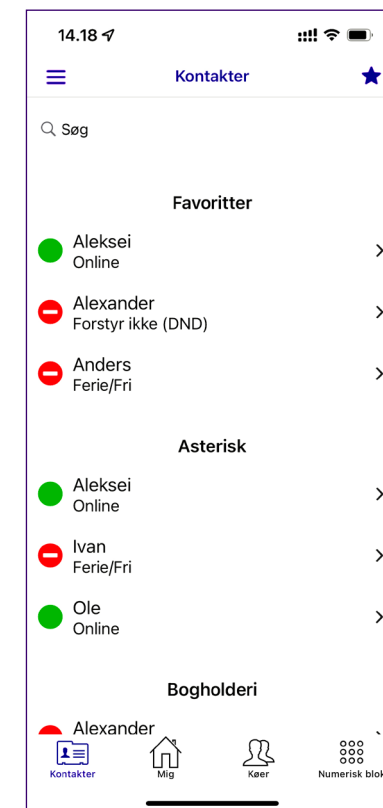 14.18
Kontakter
Søg
Favoritter
Aleksei
Online
Alexander
Forstyr ikke (DND)
Anders
Ferie/Fri
Asterisk
Aleksei
Online
Ivan
Ferie/Fri
Ole
Online
Bogholderi
Alexander
Kontakter Mig Køer Numerisk blok